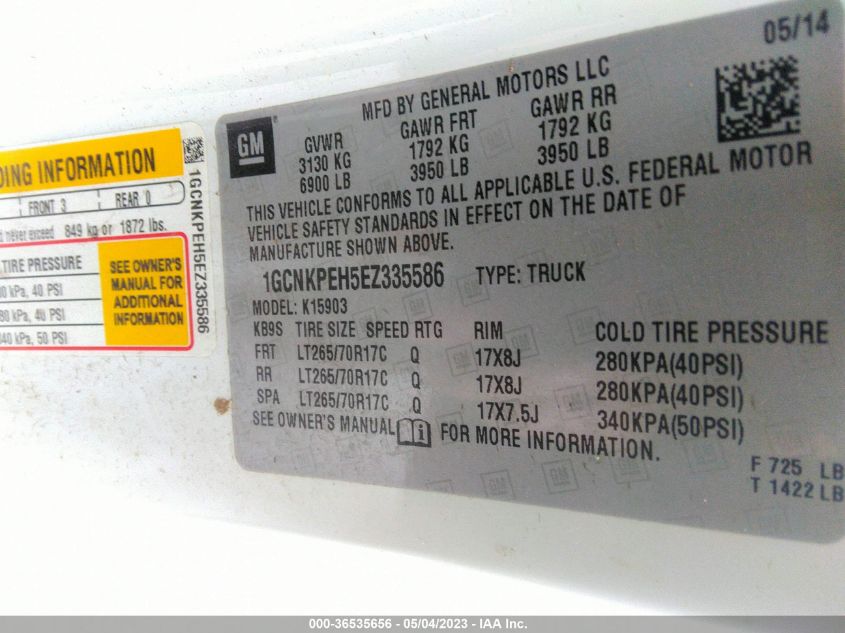 DING INFORMATION
FRONT 3 REAR 0
never exceed 849 kg or 1872 lbs.
TIRE PRESSURE
kPa, 40 PSI
80 kPa, 40 PSI
kPa, 50 PSI
SEE OWNER'S
MANUAL FOR
ADDITIONAL
INFORMATION
1GCNKPEH5EZ335586
GM
05/14
MFD BY GENERAL MOTORS LLC
GVWR GAWR FRT GAWR RR
3130 KG 1792 KG 1792 KG
6900 LB 3950 LB 3950 LB
THIS VEHICLE CONFORMS TO ALL APPLICABLE U.S. FEDERAL MOTOR
VEHICLE SAFETY STANDARDS IN EFFECT ON THE DATE OF
MANUFACTURE SHOWN ABOVE.
1GCNKPEH5EZ335586 TYPE: TRUCK
MODEL: K15903
KB9S TIRE SIZE SPEED RTG RIM COLD TIRE PRESSURE
FRT LT265/70R17C Q 17X8J 280KPA(40PSI)
RR LT265/70R17C Q 17X8J 280KPA(40PSI)
SPA LT265/70R17C Q 17X7.5J 340KPA(50PSI)
SEE OWNER'S MANUAL FOR MORE INFORMATION.
F 725 LB
T 1422 LB
000-36535656 - 05/04/2023 - IAA Inc.